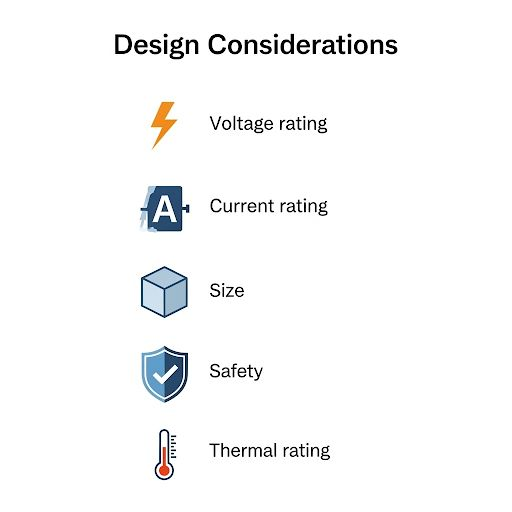 Design Considerations
Voltage rating
A
Current rating
Size
Safety
Thermal rating